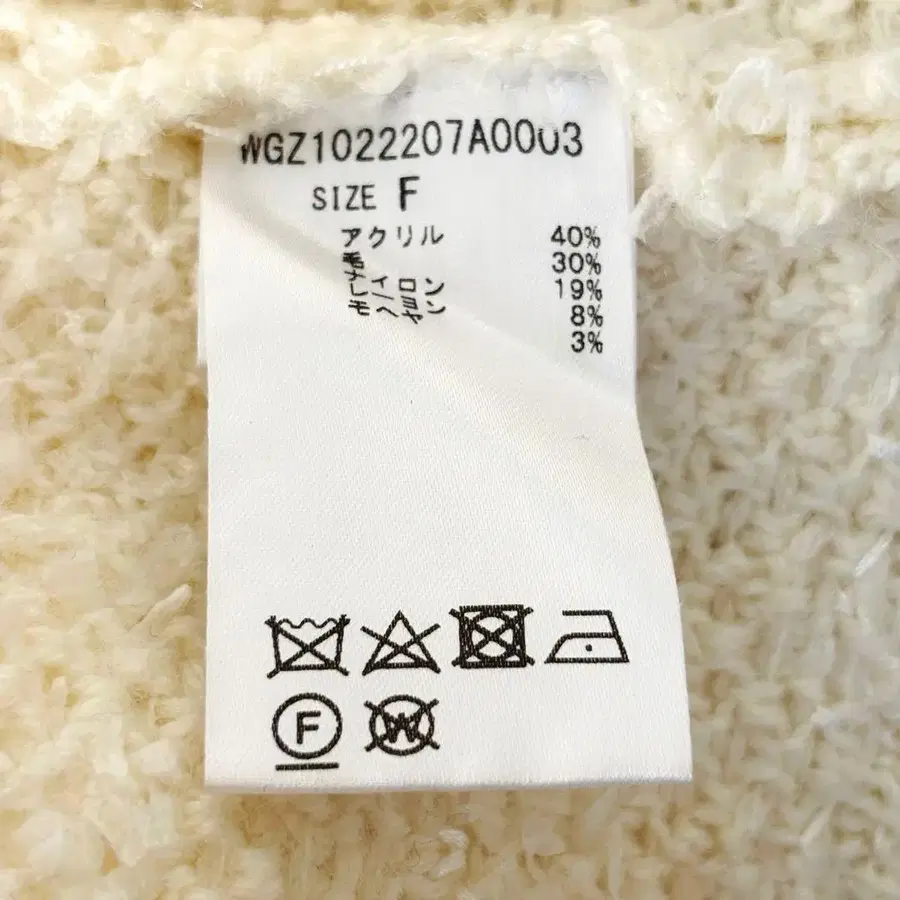 WGZ1022207A0003
SIZE F
アクリル 40%
毛 30%
ナイロン 19%
レーヨン 8%
モヘヤ 3%
F W